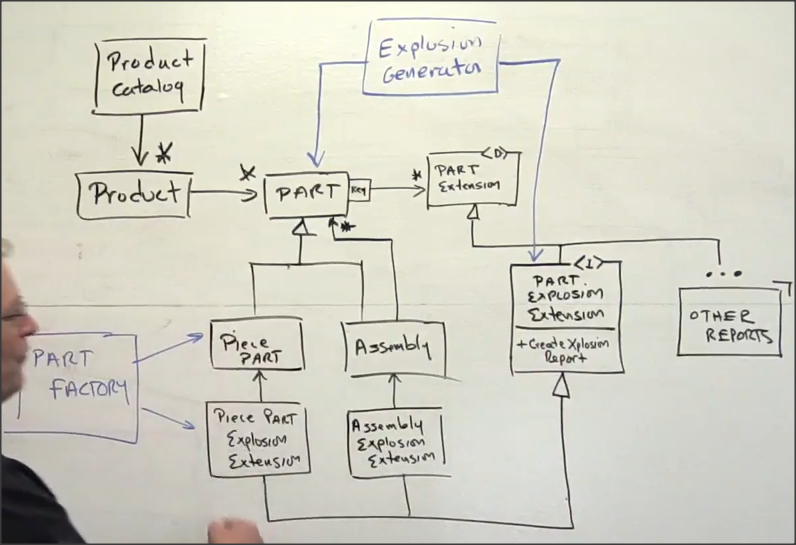 Product
Catalog
Explosion
Generator
*
Product
*
PART
Key
*
<D>
PART
Extension
*
<I>
PART
Explosion
Extension
+Create Xplosion
Report
...
OTHER
REPORTS
Piece
PART
Assembly
PART
FACTORY
Piece PART
Explosion
Extension
Assembly
Explosion
Extension